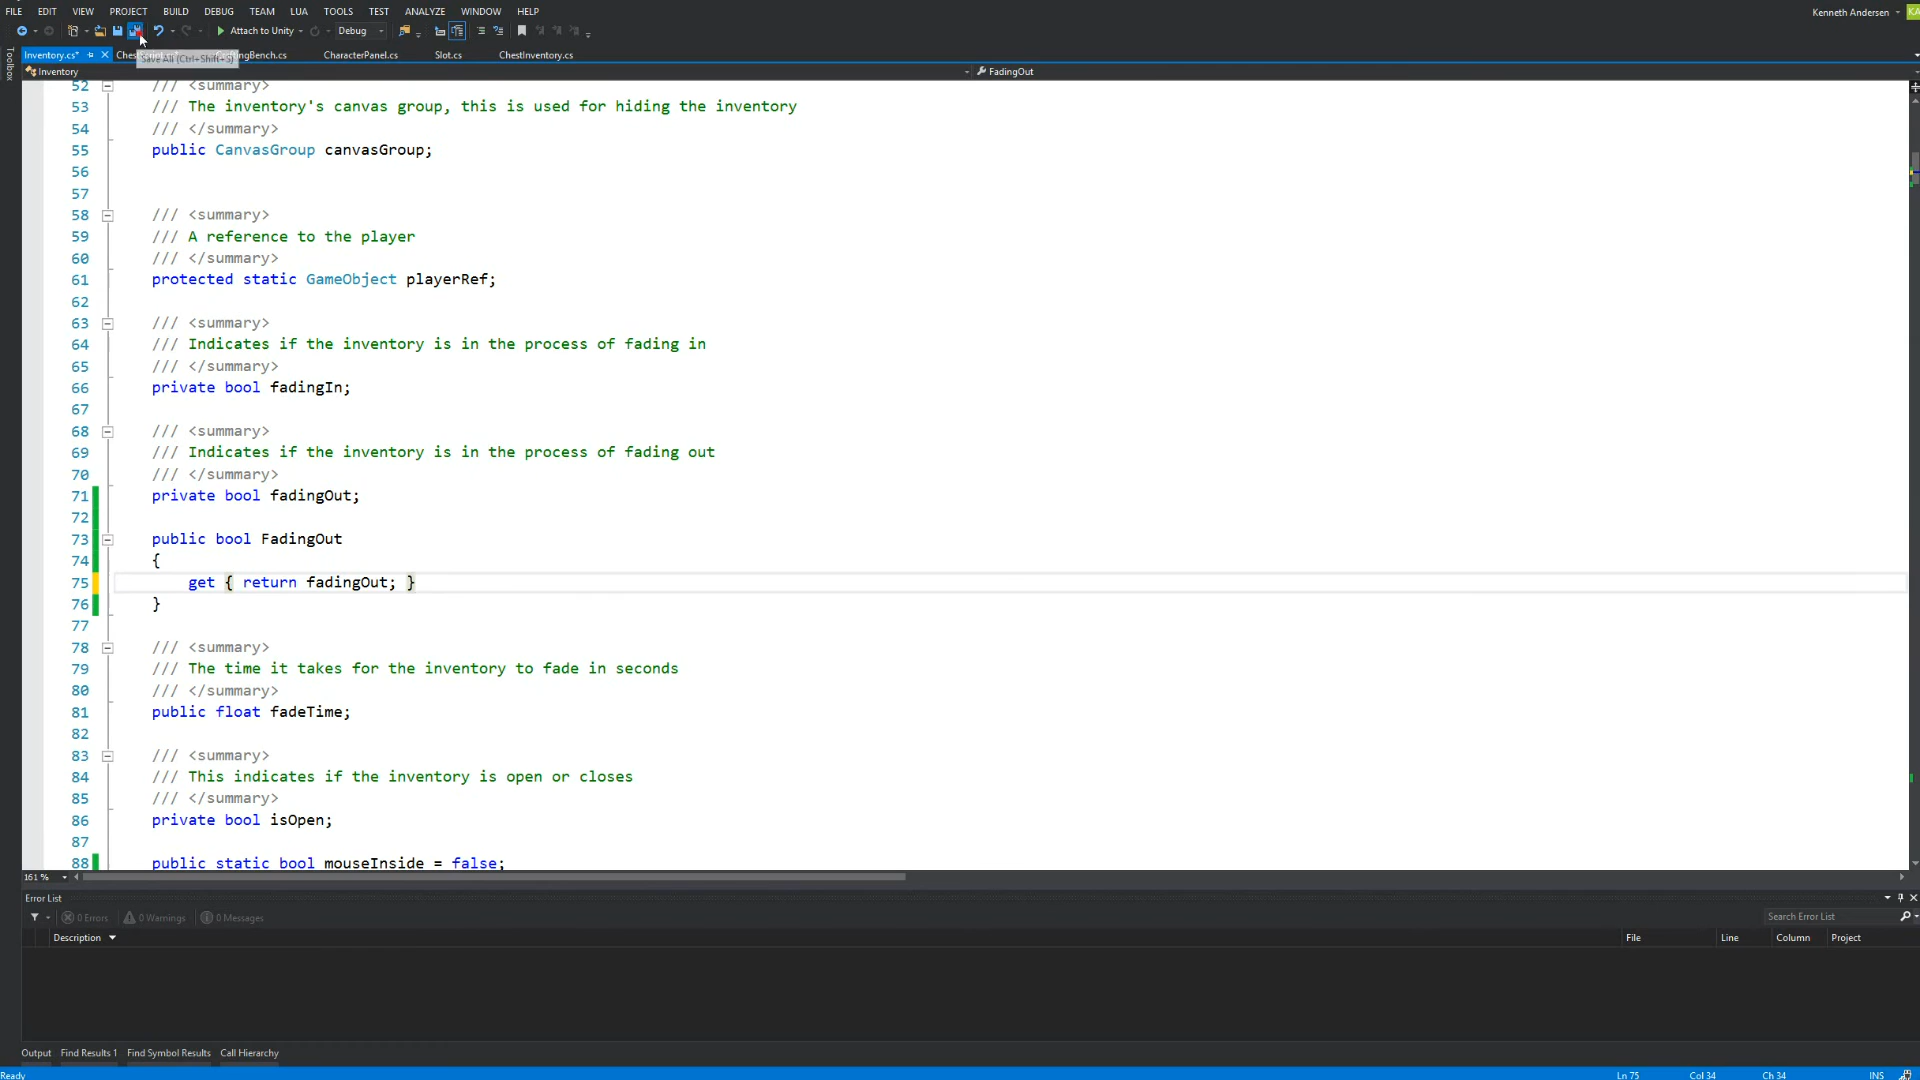 FILE EDIT VIEW PROJECT BUILD DEBUG TEAM LUA TOOLS TEST ANALYZE WINDOW HELP
Kenneth Andersen
Attach to Unity Debug
Inventory.cs* CraftingBench.cs CharacterPanel.cs Slot.cs ChestInventory.cs
Save All (Ctrl+Shift+S)
Inventory FadingOut
52 /// <summary>
53 /// The inventory's canvas group, this is used for hiding the inventory
54 /// </summary>
55 public CanvasGroup canvasGroup;
56
57
58 /// <summary>
59 /// A reference to the player
60 /// </summary>
61 protected static GameObject playerRef;
62
63 /// <summary>
64 /// Indicates if the inventory is in the process of fading in
65 /// </summary>
66 private bool fadingIn;
67
68 /// <summary>
69 /// Indicates if the inventory is in the process of fading out
70 /// </summary>
71 private bool fadingOut;
72
73 public bool FadingOut
74 {
75 get { return fadingOut; }
76 }
77
78 /// <summary>
79 /// The time it takes for the inventory to fade in seconds
80 /// </summary>
81 public float fadeTime;
82
83 /// <summary>
84 /// This indicates if the inventory is open or closes
85 /// </summary>
86 private bool isOpen;
87
88 public static bool mouseInside = false;
161 %
Error List
0 Errors 0 Warnings 0 Messages Search Error List
Description File Line Column Project
Output Find Results 1 Find Symbol Results Call Hierarchy
Ready Ln 75 Col 34 Ch 34 INS
Toolbox